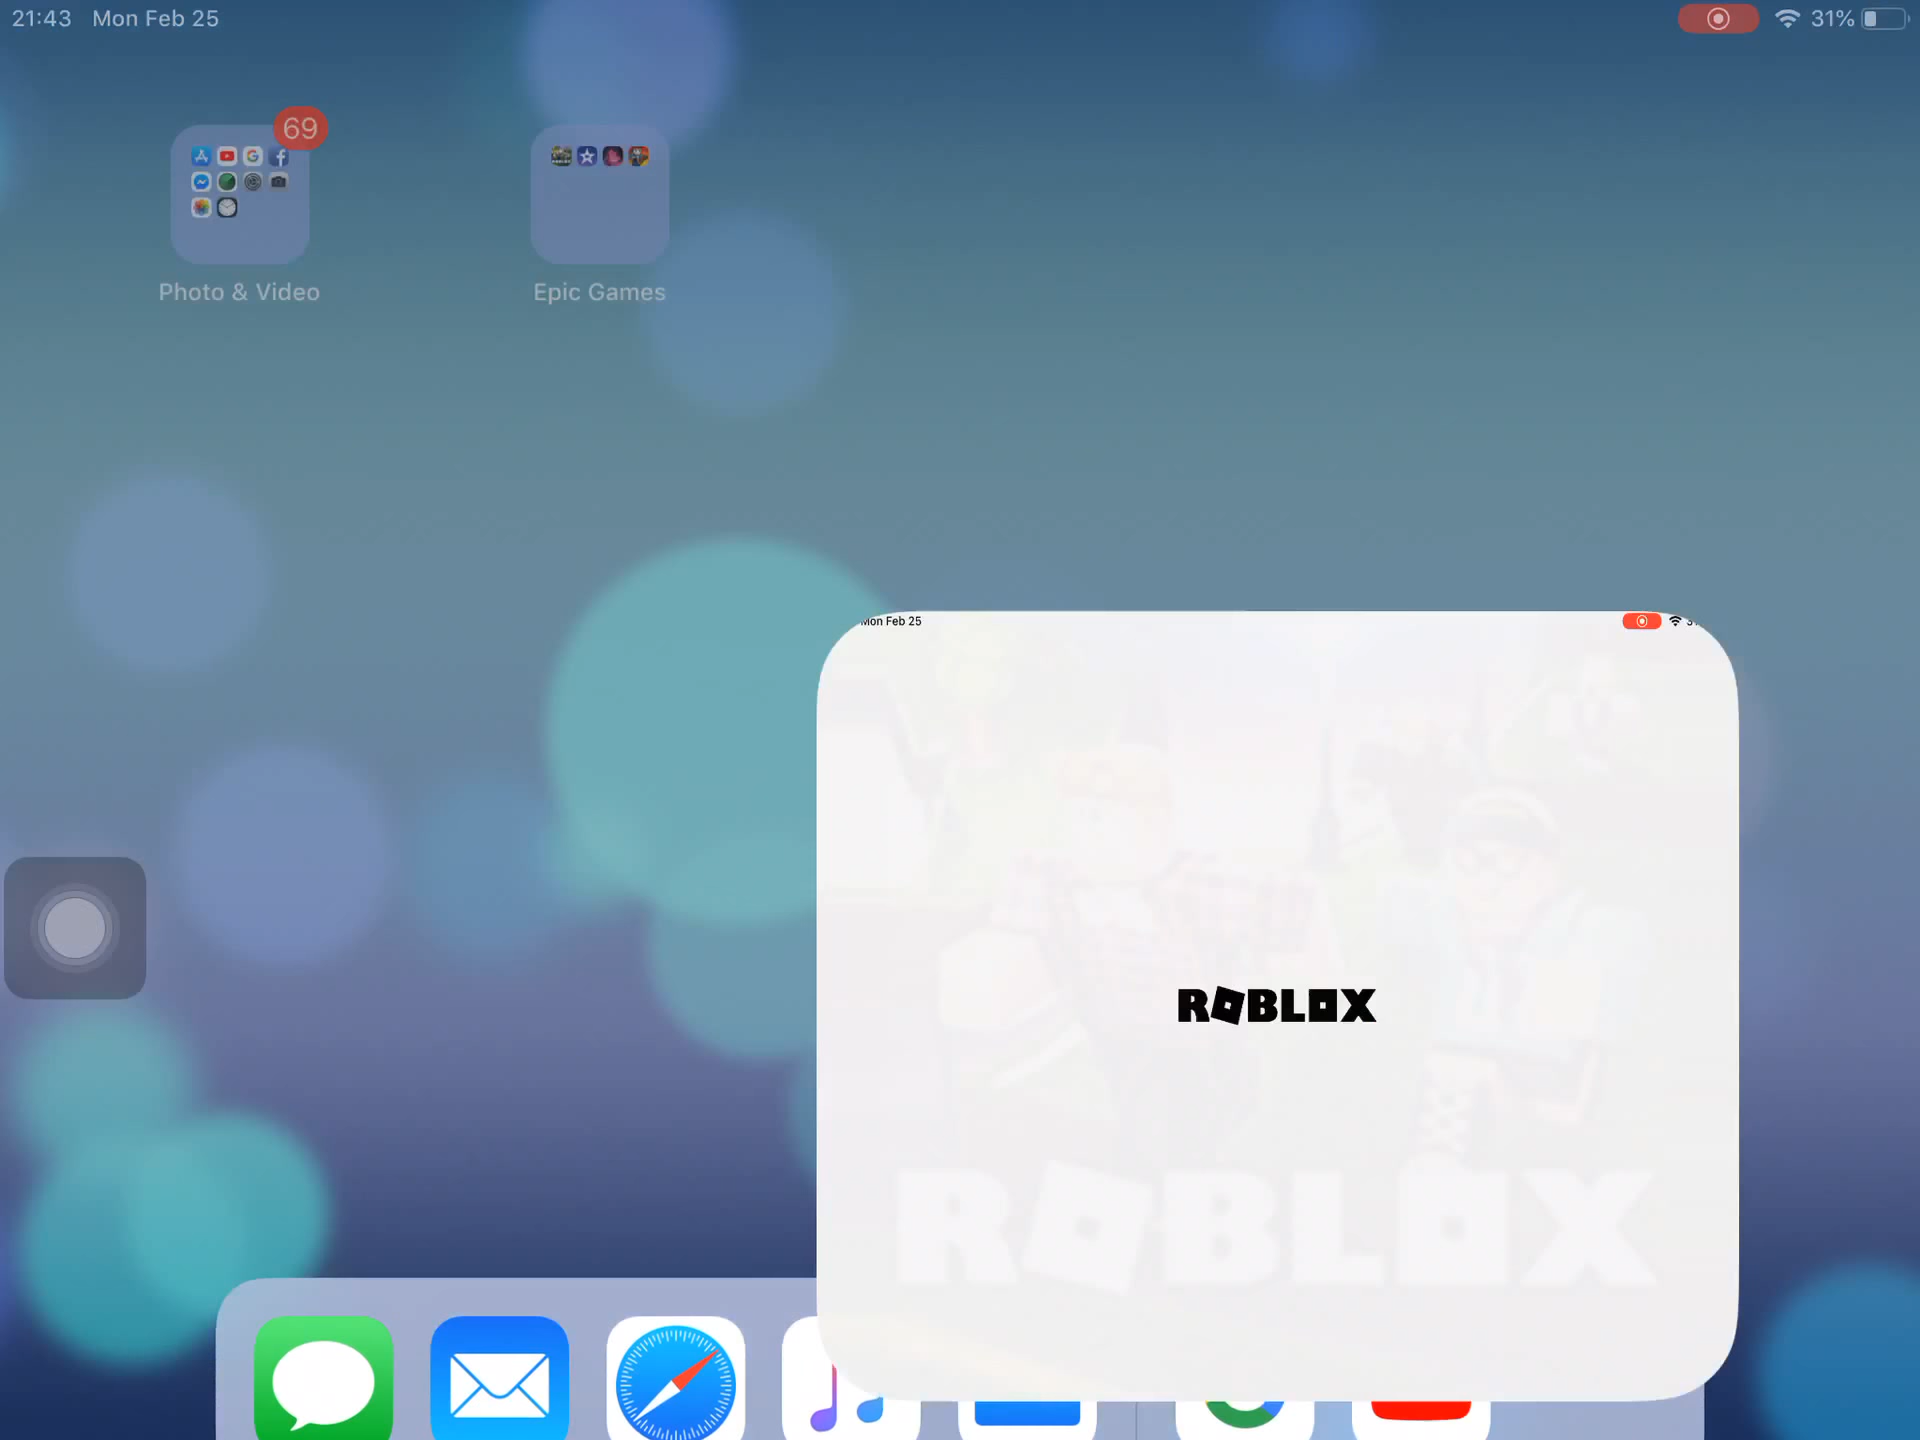 21:43 Mon Feb 25
31%
69
Photo & Video
Epic Games
Mon Feb 25
ROBLOX
ROBLOX